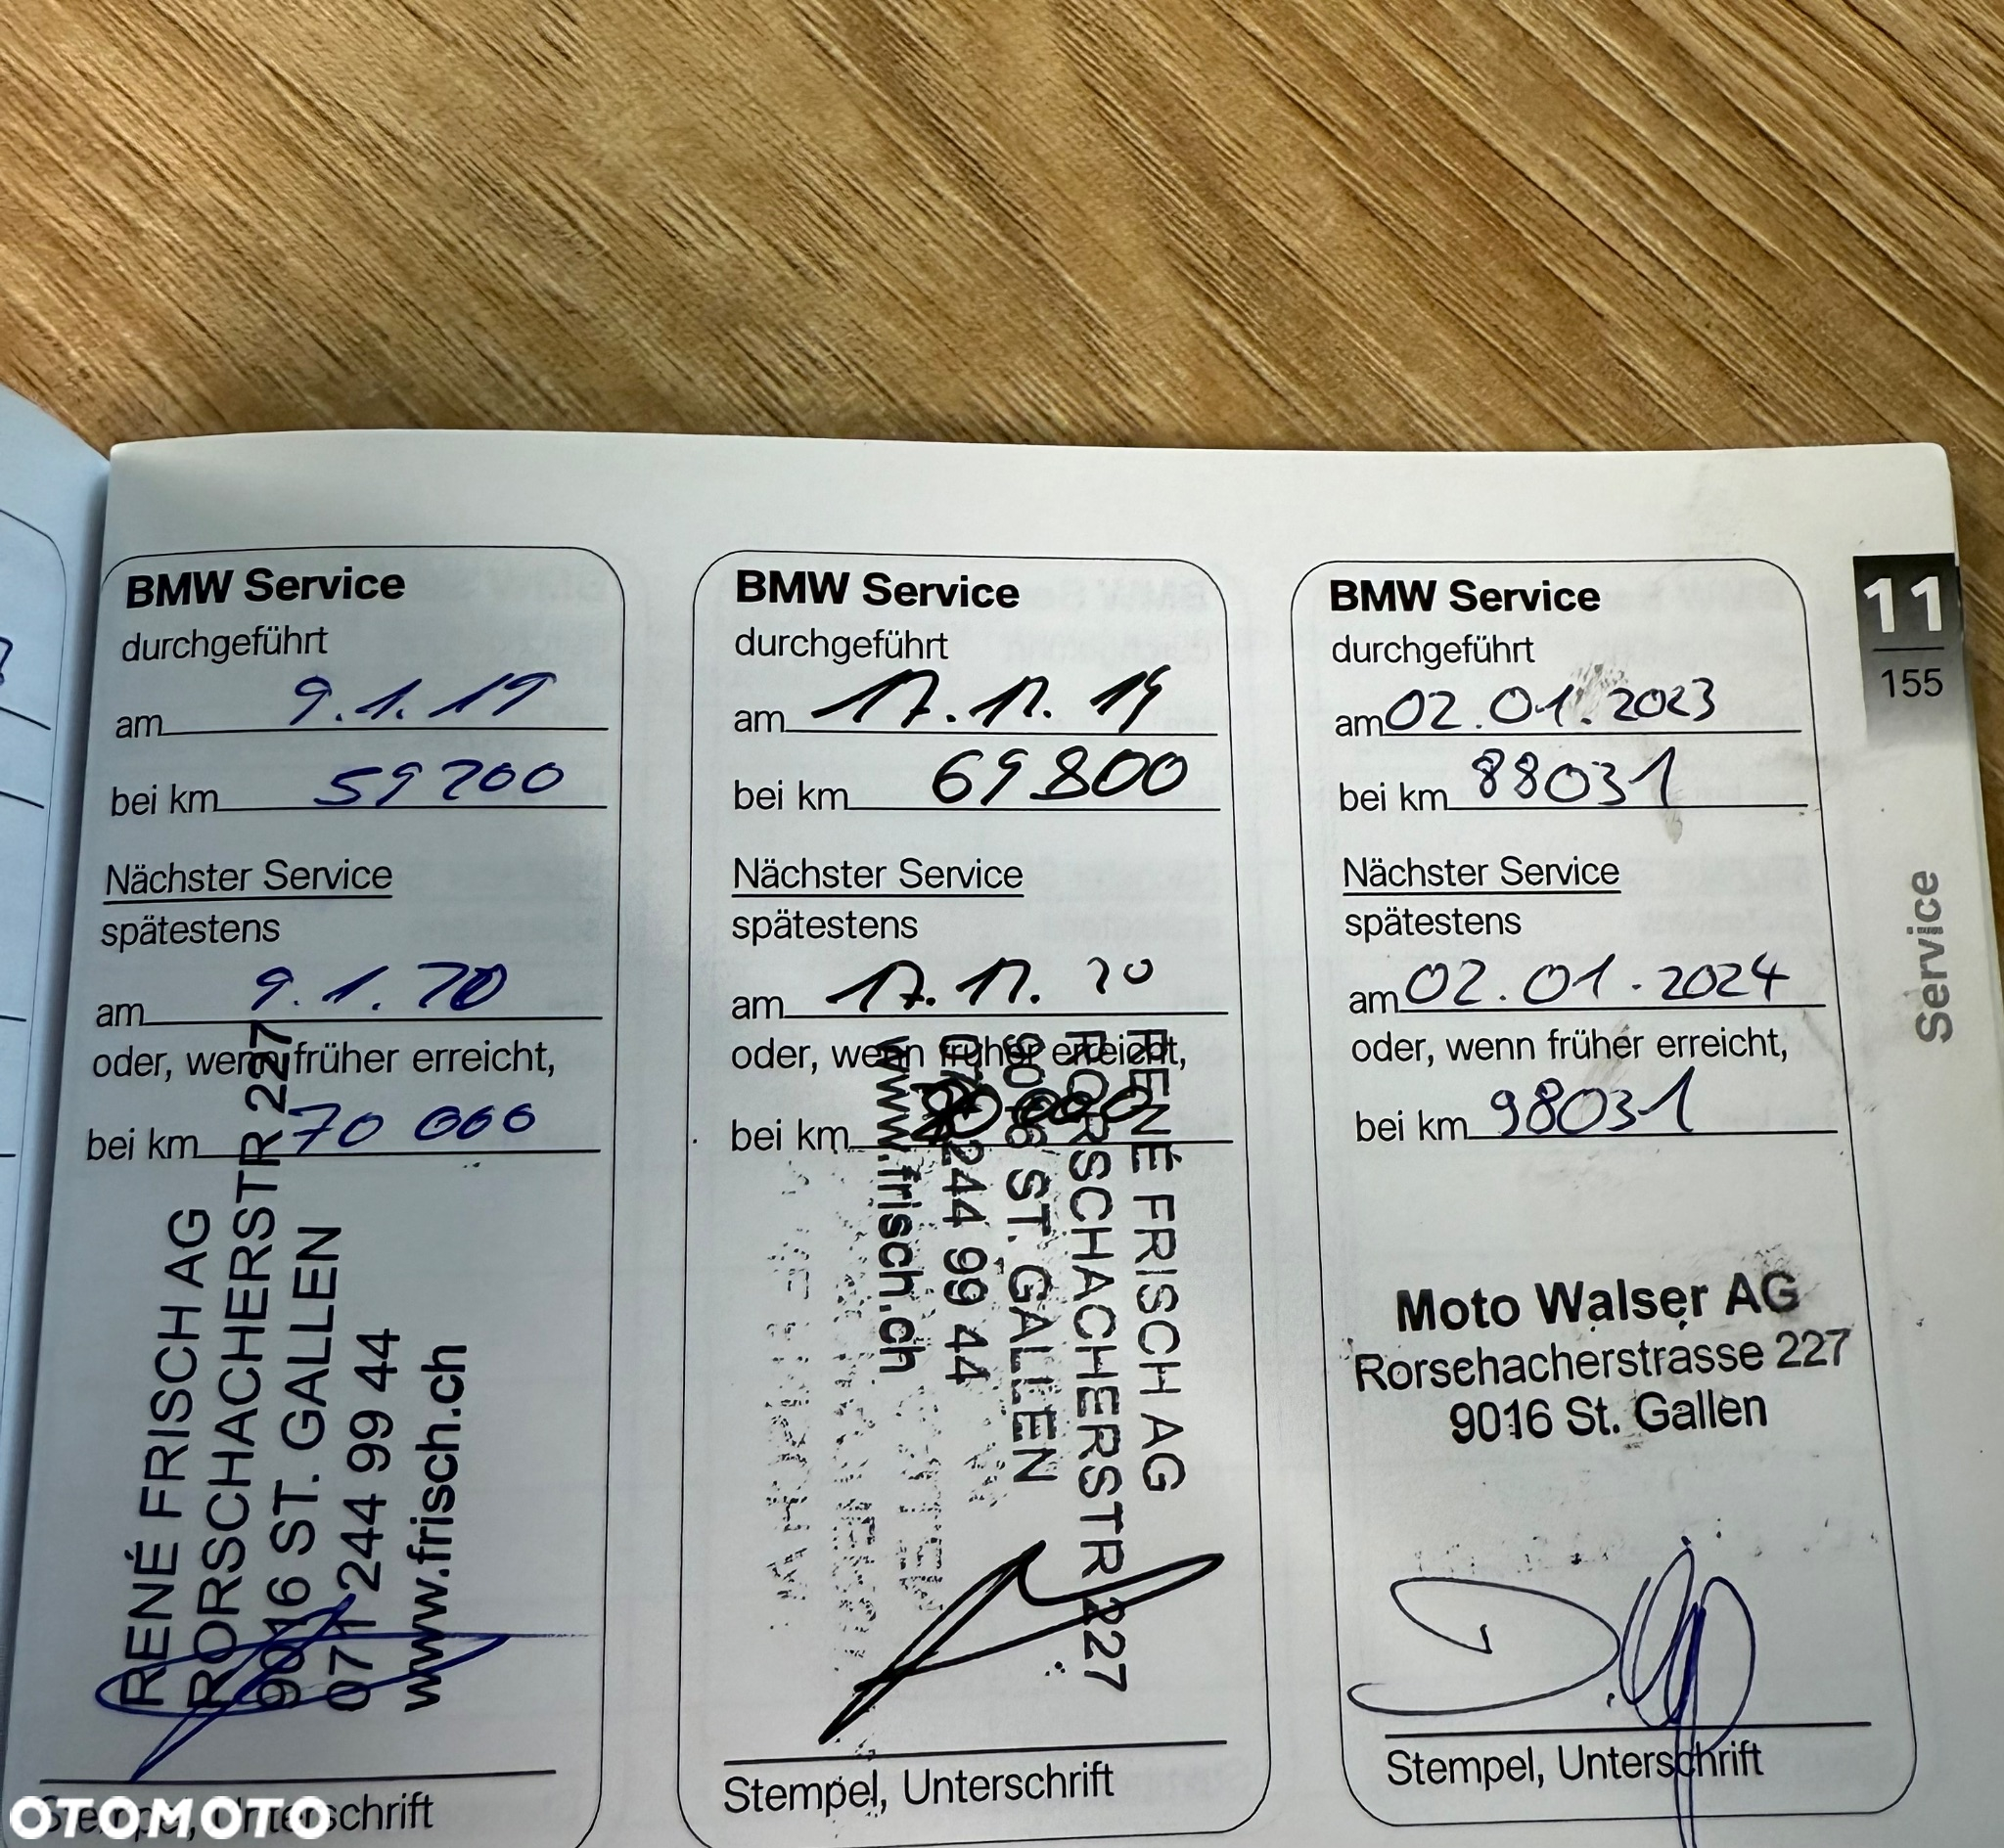 BMW Service
durchgeführt
am 9.1.19
bei km 59200
Nächster Service
spätestens
am 9.1.20
oder, wenn früher erreicht,
bei km 70 000
RENÉ FRISCH AG
RORSCHACHERSTR 227
9016 ST. GALLEN
071 244 99 44
www.frisch.ch
Stempel, Unterschrift
BMW Service
durchgeführt
am 17.12.19
bei km 69800
Nächster Service
spätestens
am 17.12. 20
oder, wenn früher erreicht,
bei km
RENÉ FRISCH AG
RORSCHACHERSTR 227
9016 ST. GALLEN
071 244 99 44
www.frisch.ch
Stempel, Unterschrift
BMW Service
durchgeführt
am 02.01.2023
bei km 88031
Nächster Service
spätestens
am 02.01.2024
oder, wenn früher erreicht,
bei km 98031
Moto Walser AG
Rorschacherstrasse 227
9016 St. Gallen
Stempel, Unterschrift
11
155
Service
OTOMOTO